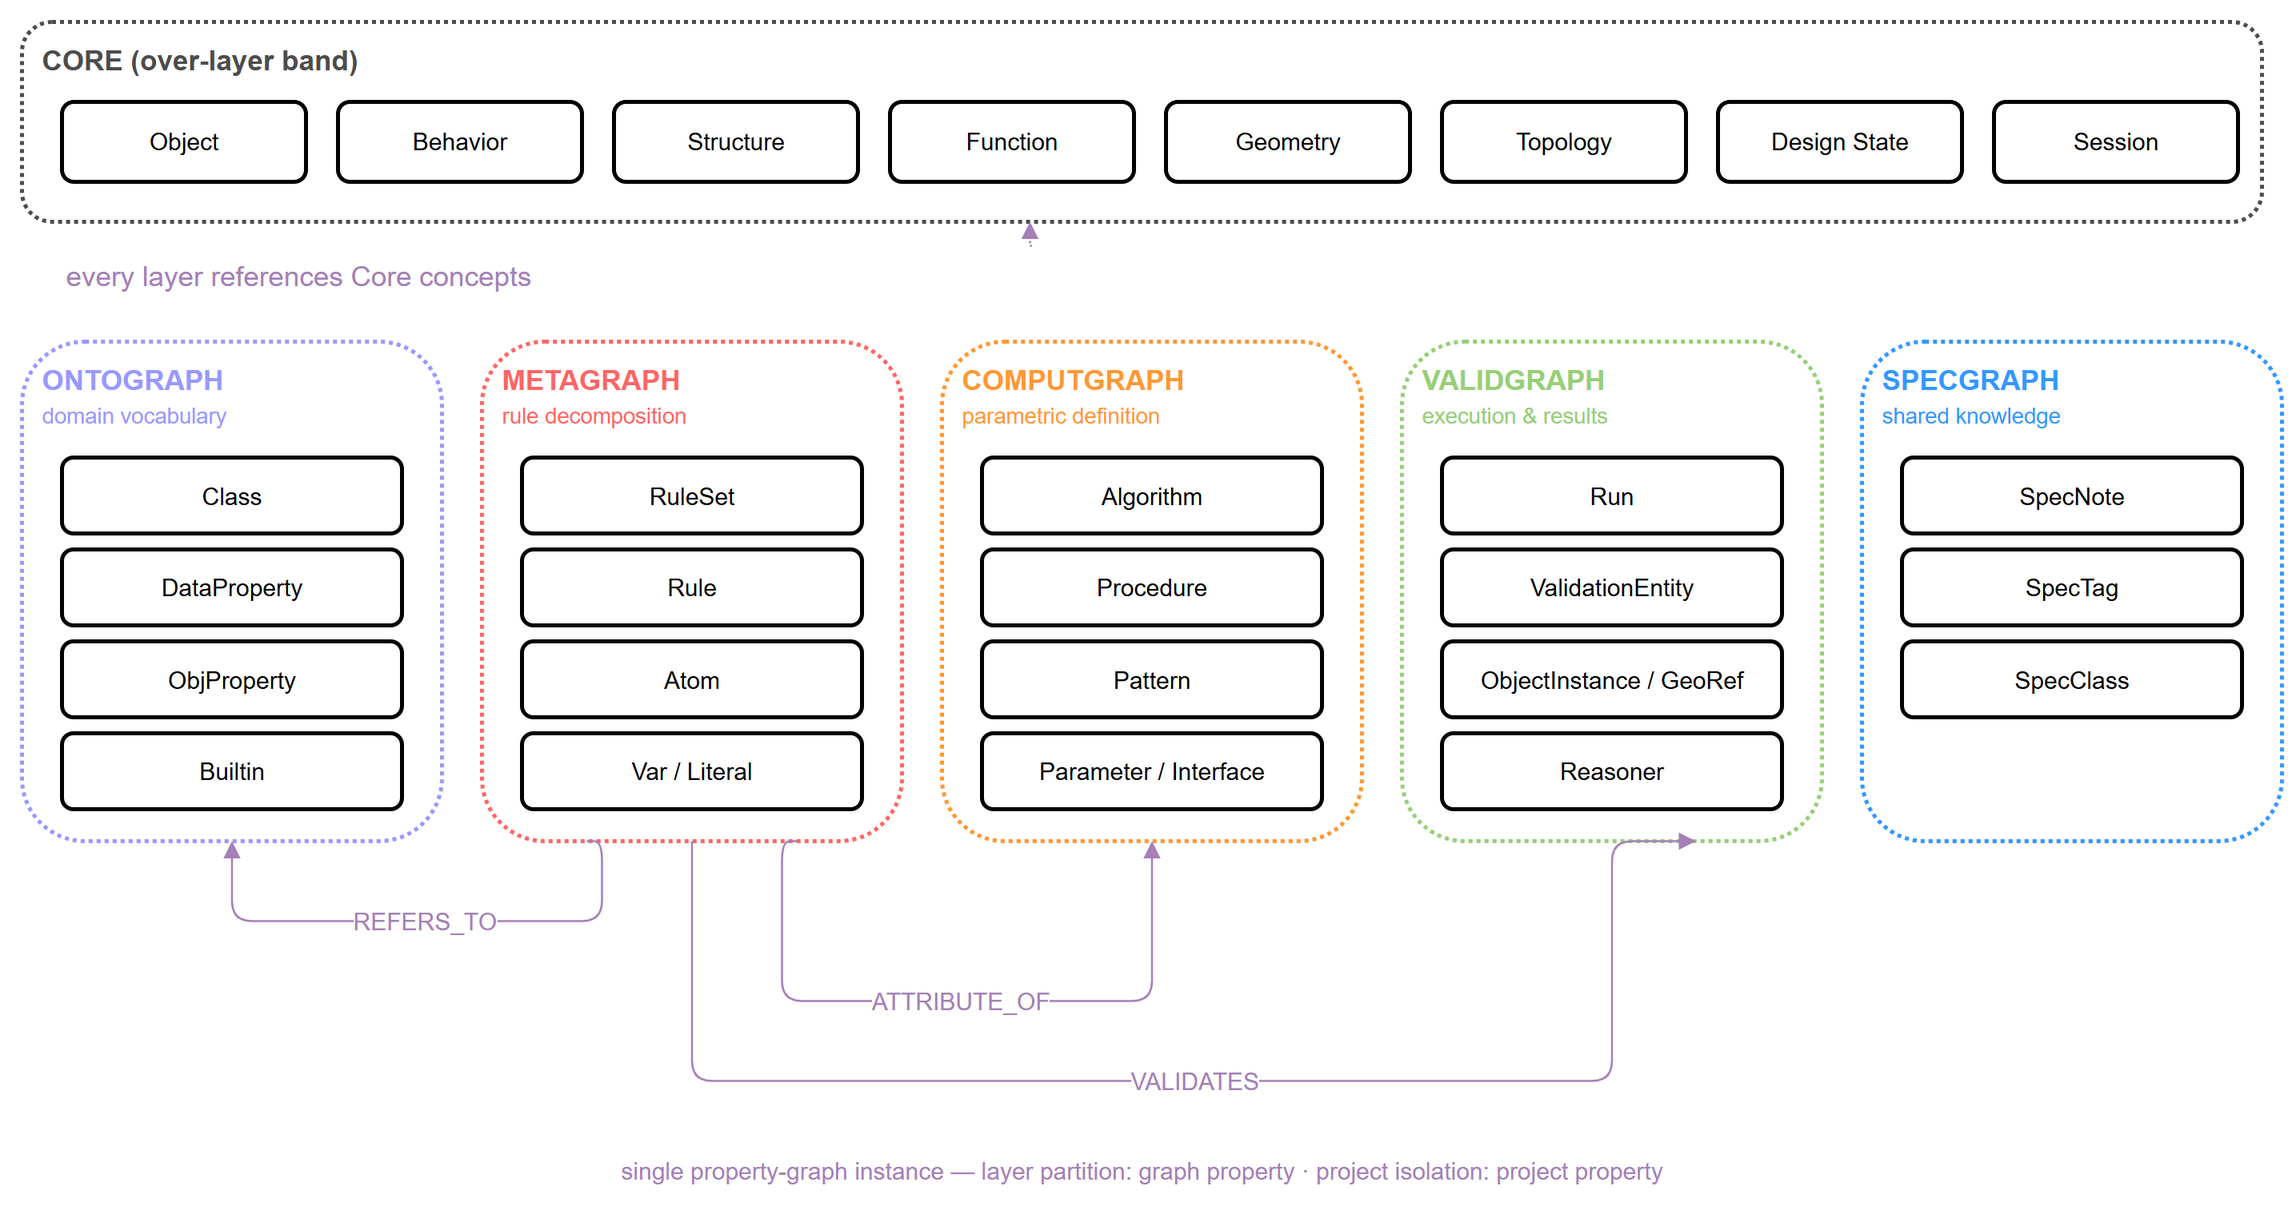 CORE (over-layer band)
Object
Behavior
Structure
Function
Geometry
Topology
Design State
Session
every layer references Core concepts
ONTOGRAPH
domain vocabulary
Class
DataProperty
ObjProperty
Builtin
METAGRAPH
rule decomposition
RuleSet
Rule
Atom
Var / Literal
COMPUTGRAPH
parametric definition
Algorithm
Procedure
Pattern
Parameter / Interface
VALIDGRAPH
execution & results
Run
ValidationEntity
ObjectInstance / GeoRef
Reasoner
SPECGRAPH
shared knowledge
SpecNote
SpecTag
SpecClass
REFERS_TO
ATTRIBUTE_OF
VALIDATES
single property-graph instance — layer partition: graph property · project isolation: project property